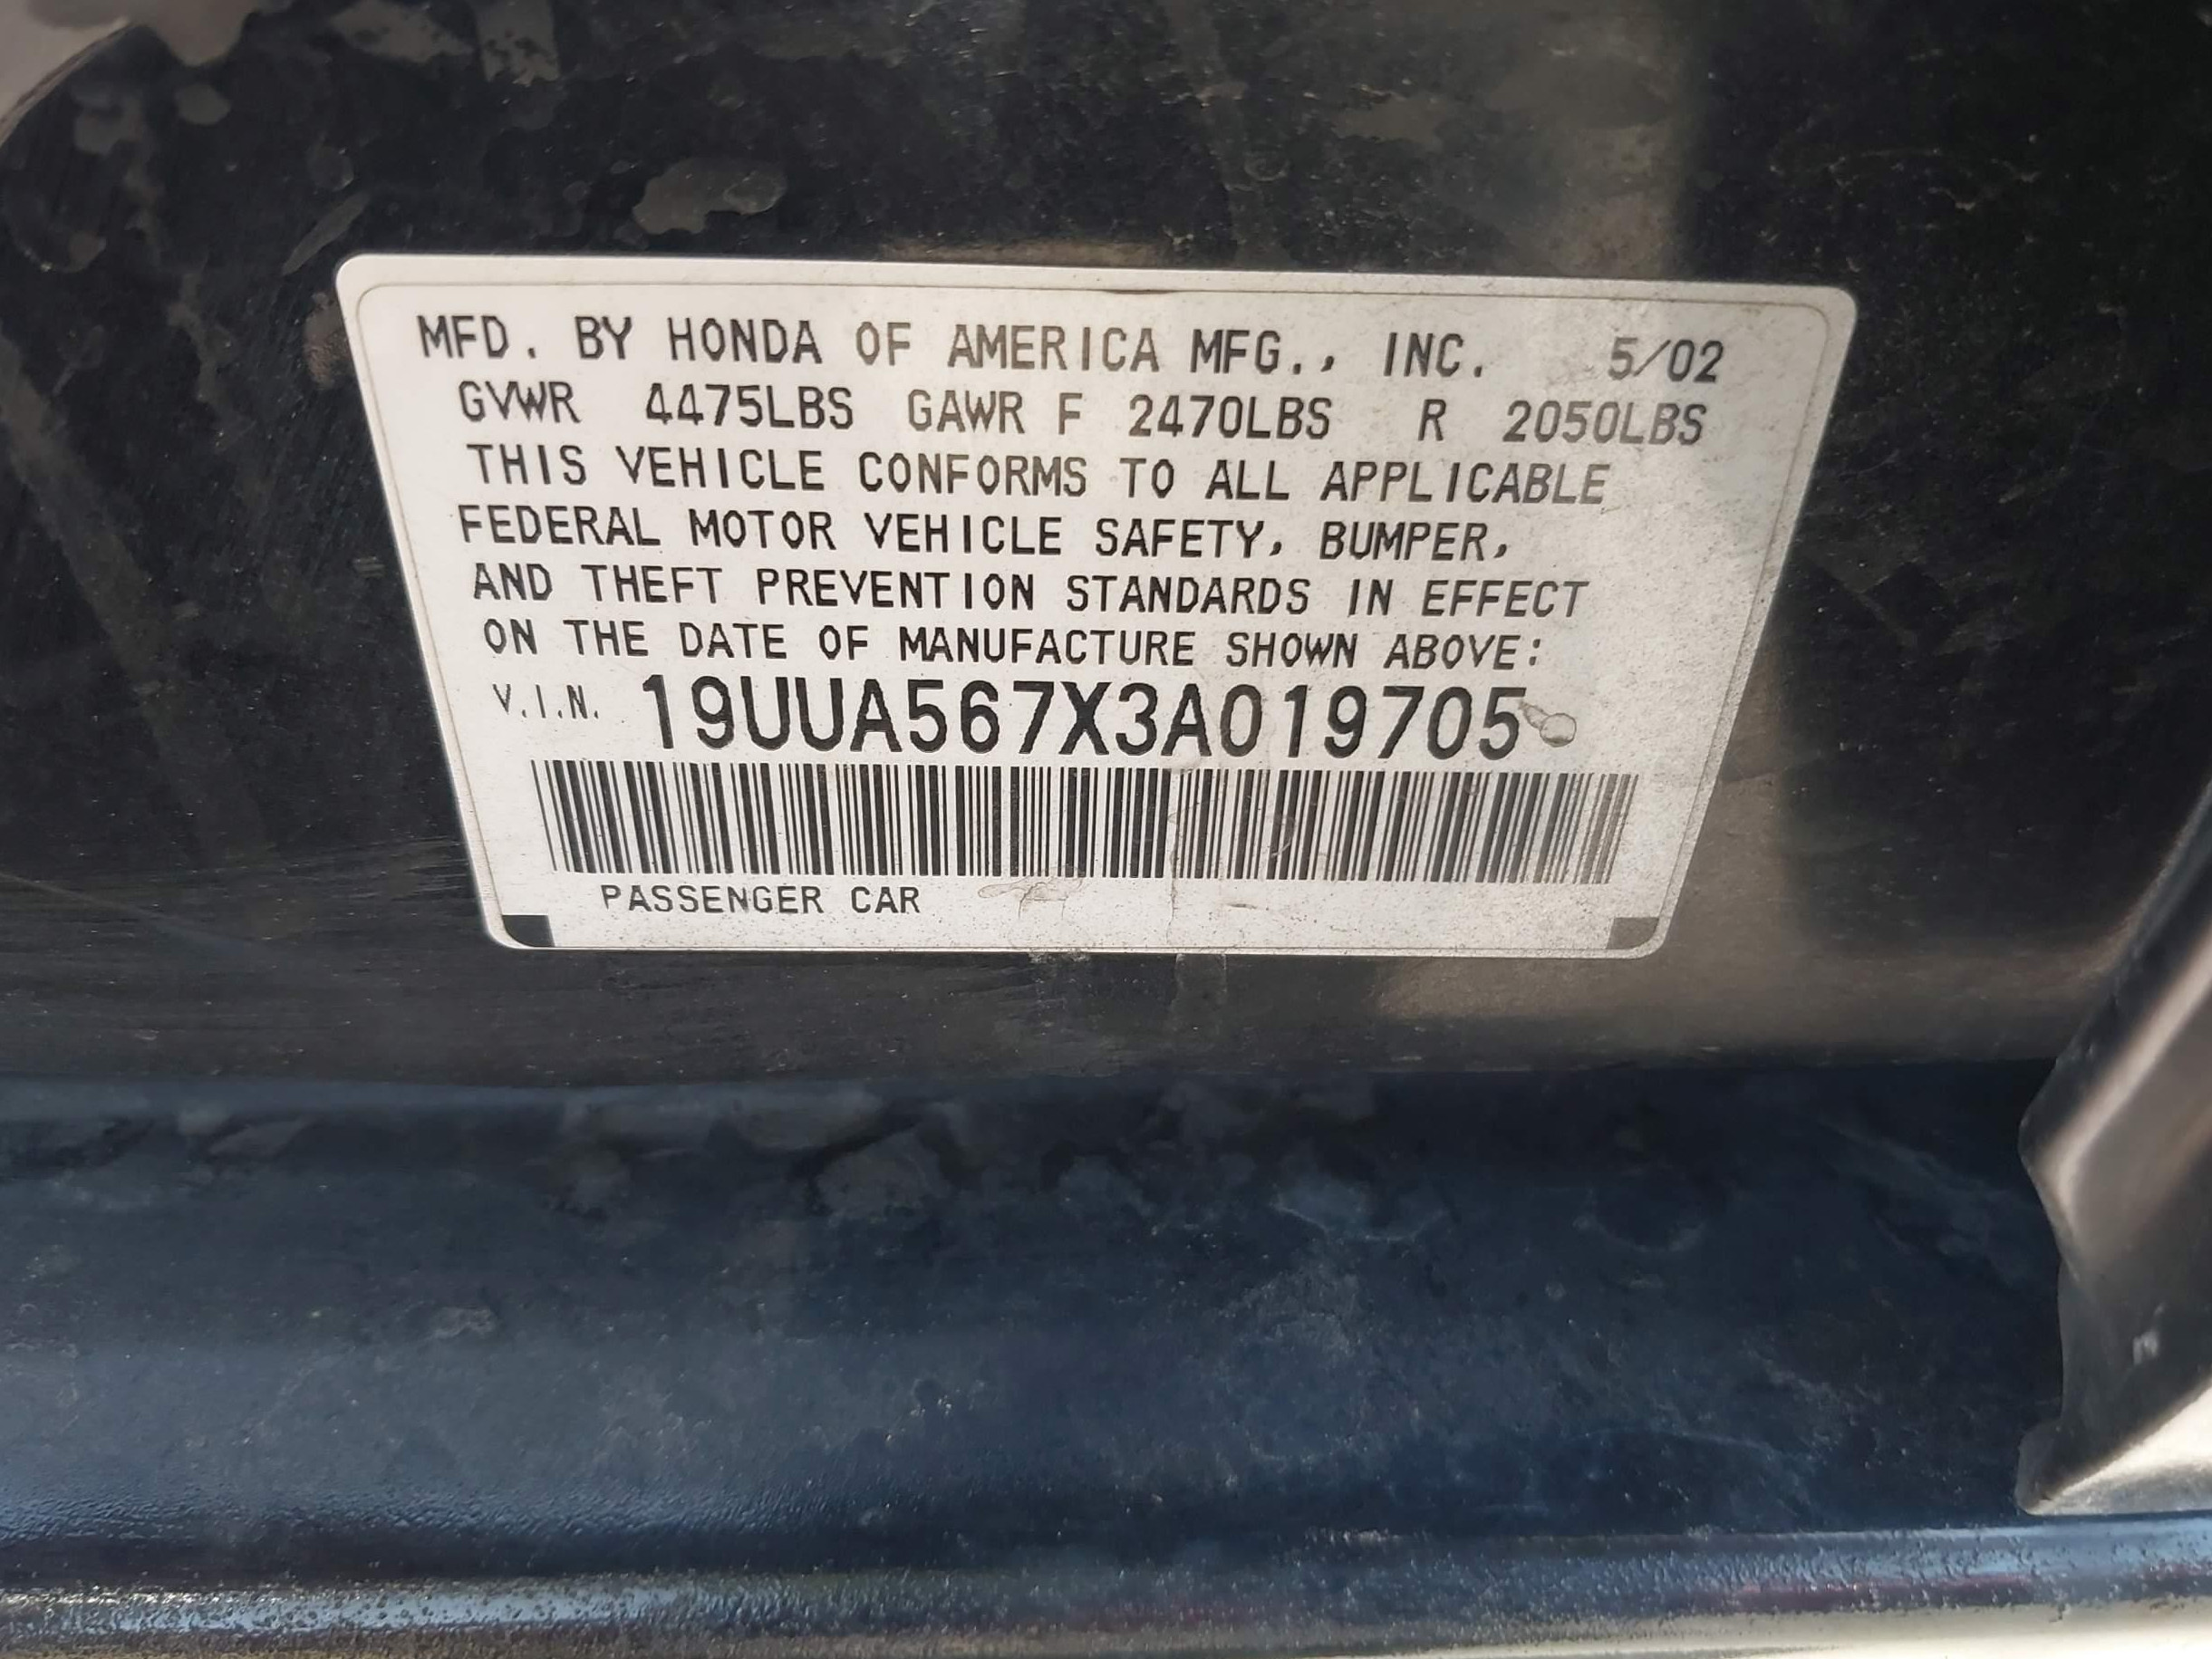 MFD. BY HONDA OF AMERICA MFG., INC. 5/02
GVWR 4475LBS GAWR F 2470LBS R 2050LBS
THIS VEHICLE CONFORMS TO ALL APPLICABLE
FEDERAL MOTOR VEHICLE SAFETY, BUMPER,
AND THEFT PREVENTION STANDARDS IN EFFECT
ON THE DATE OF MANUFACTURE SHOWN ABOVE:
V.I.N. 19UUA567X3A019705
PASSENGER CAR